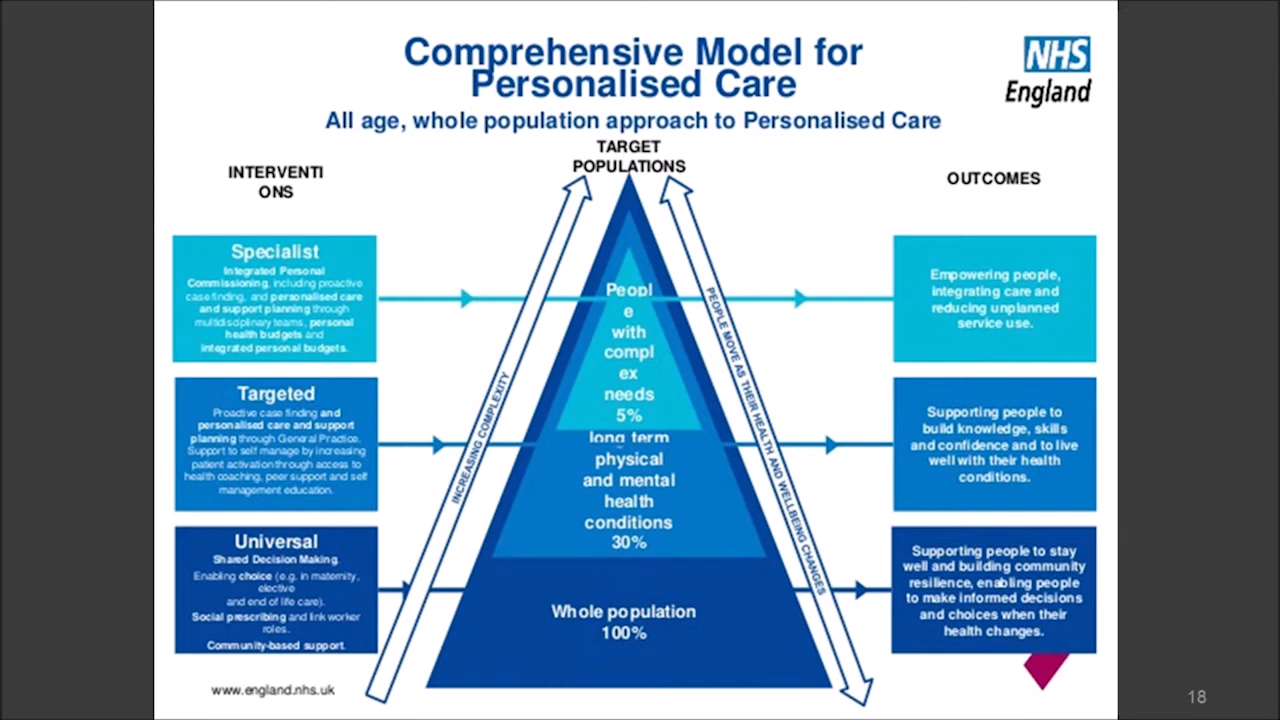 Comprehensive Model for
Personalised Care
All age, whole population approach to Personalised Care
NHS
England
TARGET
POPULATIONS
INTERVENTI
ONS
OUTCOMES
Specialist
Integrated Personal
Commissioning, including proactive
case finding, and personalised care
and support planning through
multidisciplinary teams, personal
health budgets and
integrated personal budgets.
Targeted
Proactive case finding and
personalised care and support
planning through General Practice.
Support to self manage by increasing
patient activation through access to
health coaching, peer support and self
management education.
Universal
Shared Decision Making.
Enabling choice (e.g. in maternity,
elective
and end of life care).
Social prescribing and link worker
roles.
Community-based support.
INCREASING COMPLEXITY
Peopl
e
with
compl
ex
needs
5%
long term
physical
and mental
health
conditions
30%
Whole population
100%
PEOPLE MOVE AS THEIR HEALTH AND WELLBEING CHANGES
Empowering people,
integrating care and
reducing unplanned
service use.
Supporting people to
build knowledge, skills
and confidence and to live
well with their health
conditions.
Supporting people to stay
well and building community
resilience, enabling people
to make informed decisions
and choices when their
health changes.
www.england.nhs.uk
18